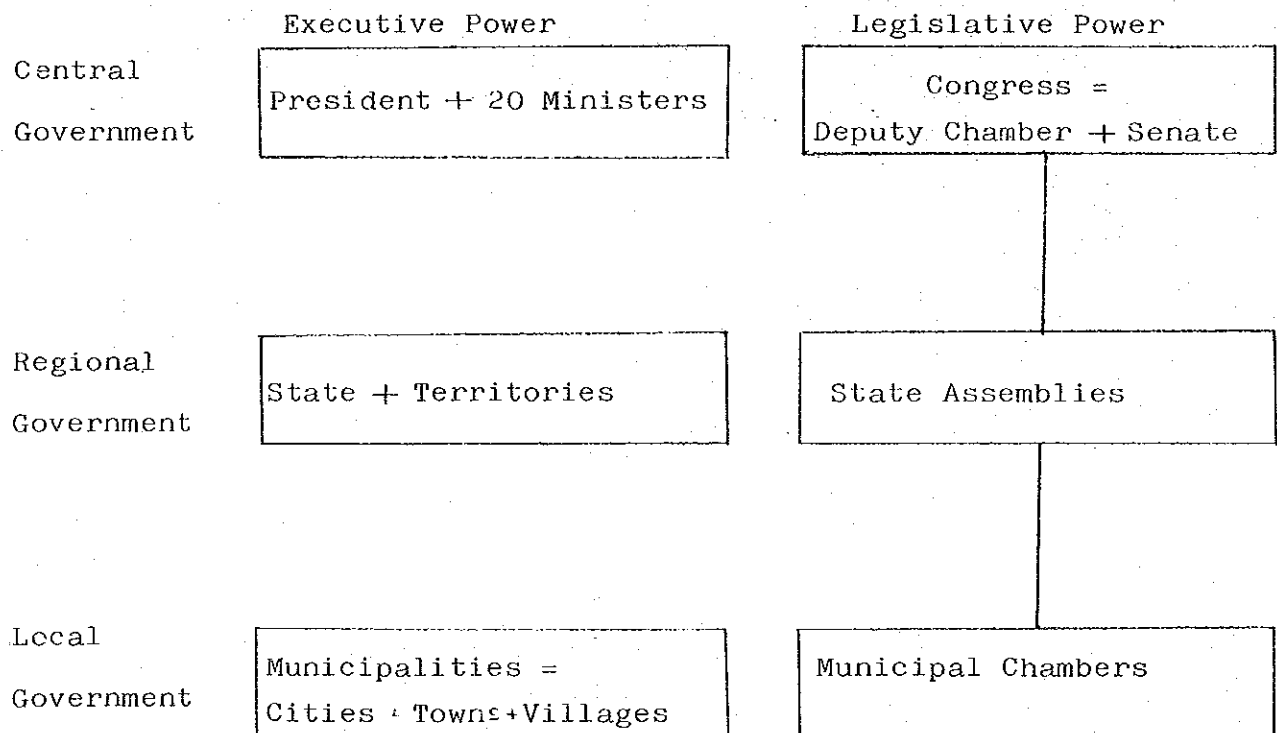 Executive Power
Legislative Power
Central
Government
President + 20 Ministers
Congress =
Deputy Chamber + Senate
Regional
Government
State + Territories
State Assemblies
Local
Government
Municipalities =
Cities + Towns+Villages
Municipal Chambers